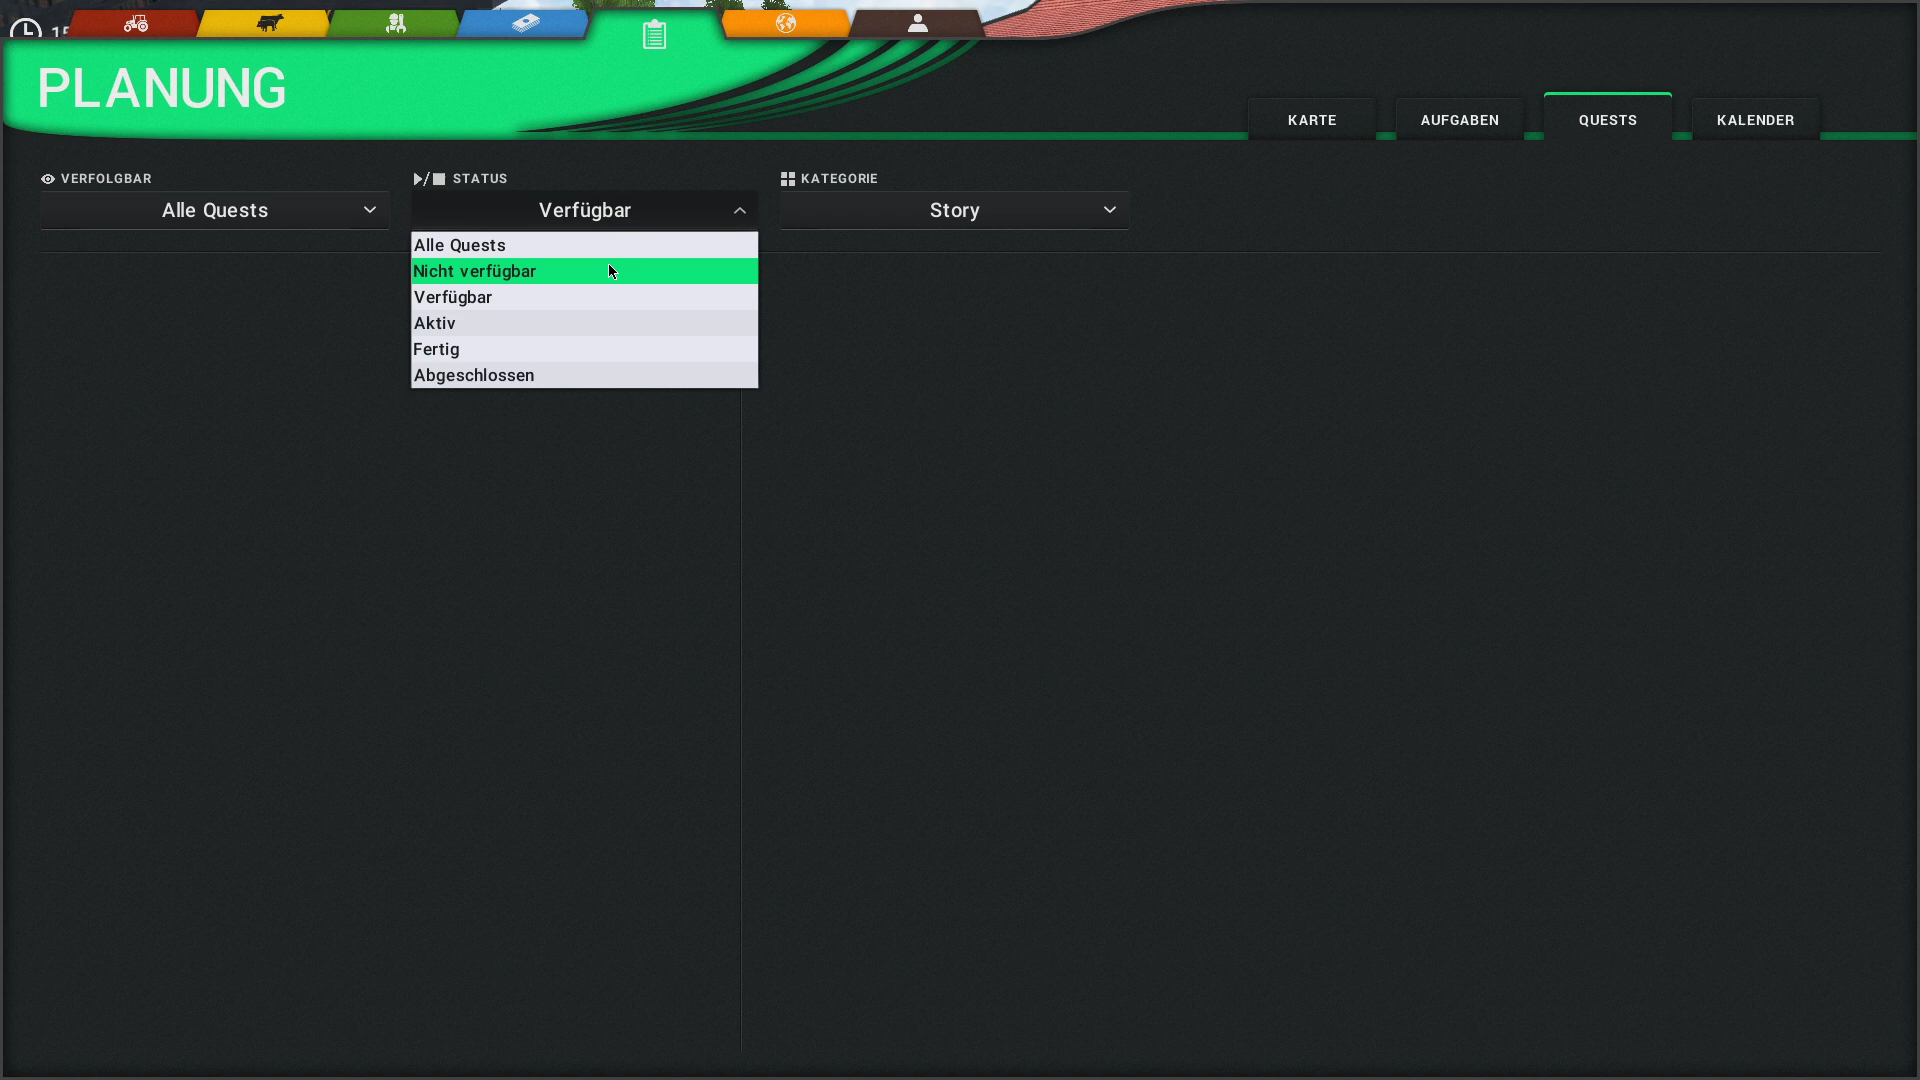 PLANUNG
KARTE
AUFGABEN
QUESTS
KALENDER
VERFOLGBAR
STATUS
KATEGORIE
Alle Quests
Verfügbar
Story
Alle Quests
Nicht verfügbar
Verfügbar
Aktiv
Fertig
Abgeschlossen